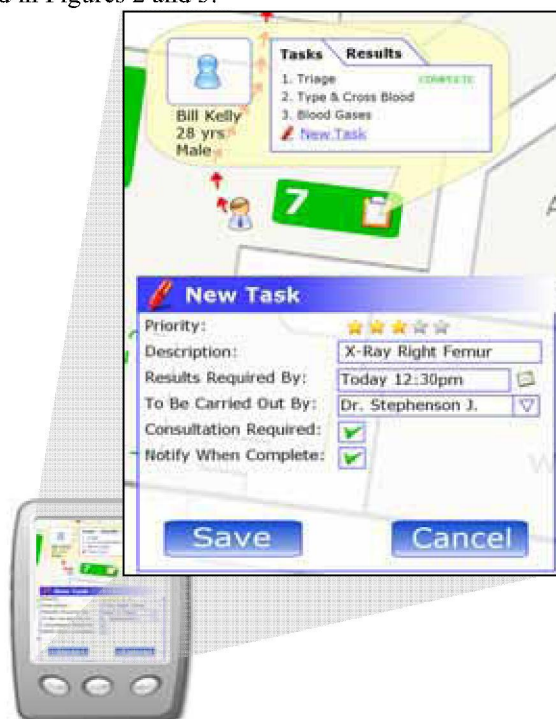 d in Figures 2 and 3.
Tasks Results
1. Triage COMPLETE
2. Type & Cross Blood
3. Blood Gases
New Task
Bill Kelly
28 yrs
Male
7
A
New Task
Priority:
Description: X-Ray Right Femur
Results Required By: Today 12:30pm
To Be Carried Out By: Dr. Stephenson J.
Consultation Required:
Notify When Complete:
W
Save Cancel